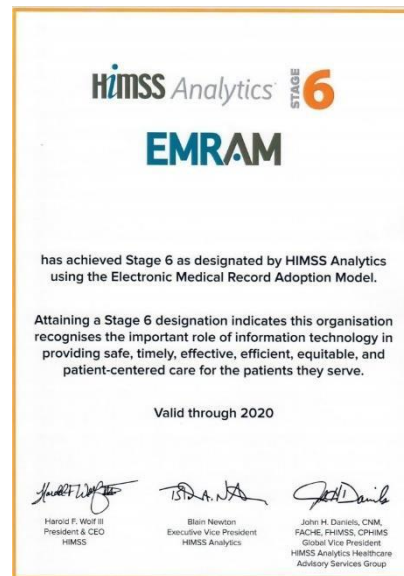 HiMSS Analytics STAGE 6
EMRAM
has achieved Stage 6 as designated by HIMSS Analytics
using the Electronic Medical Record Adoption Model.
Attaining a Stage 6 designation indicates this organisation
recognises the important role of information technology in
providing safe, timely, effective, efficient, equitable, and
patient-centered care for the patients they serve.
Valid through 2020
Harold F. Wolf III
President & CEO
HIMSS
Blain Newton
Executive Vice President
HIMSS Analytics
John H. Daniels, CNM,
FACHE, FHIMSS, CPHIMS
Global Vice President
HIMSS Analytics Healthcare
Advisory Services Group